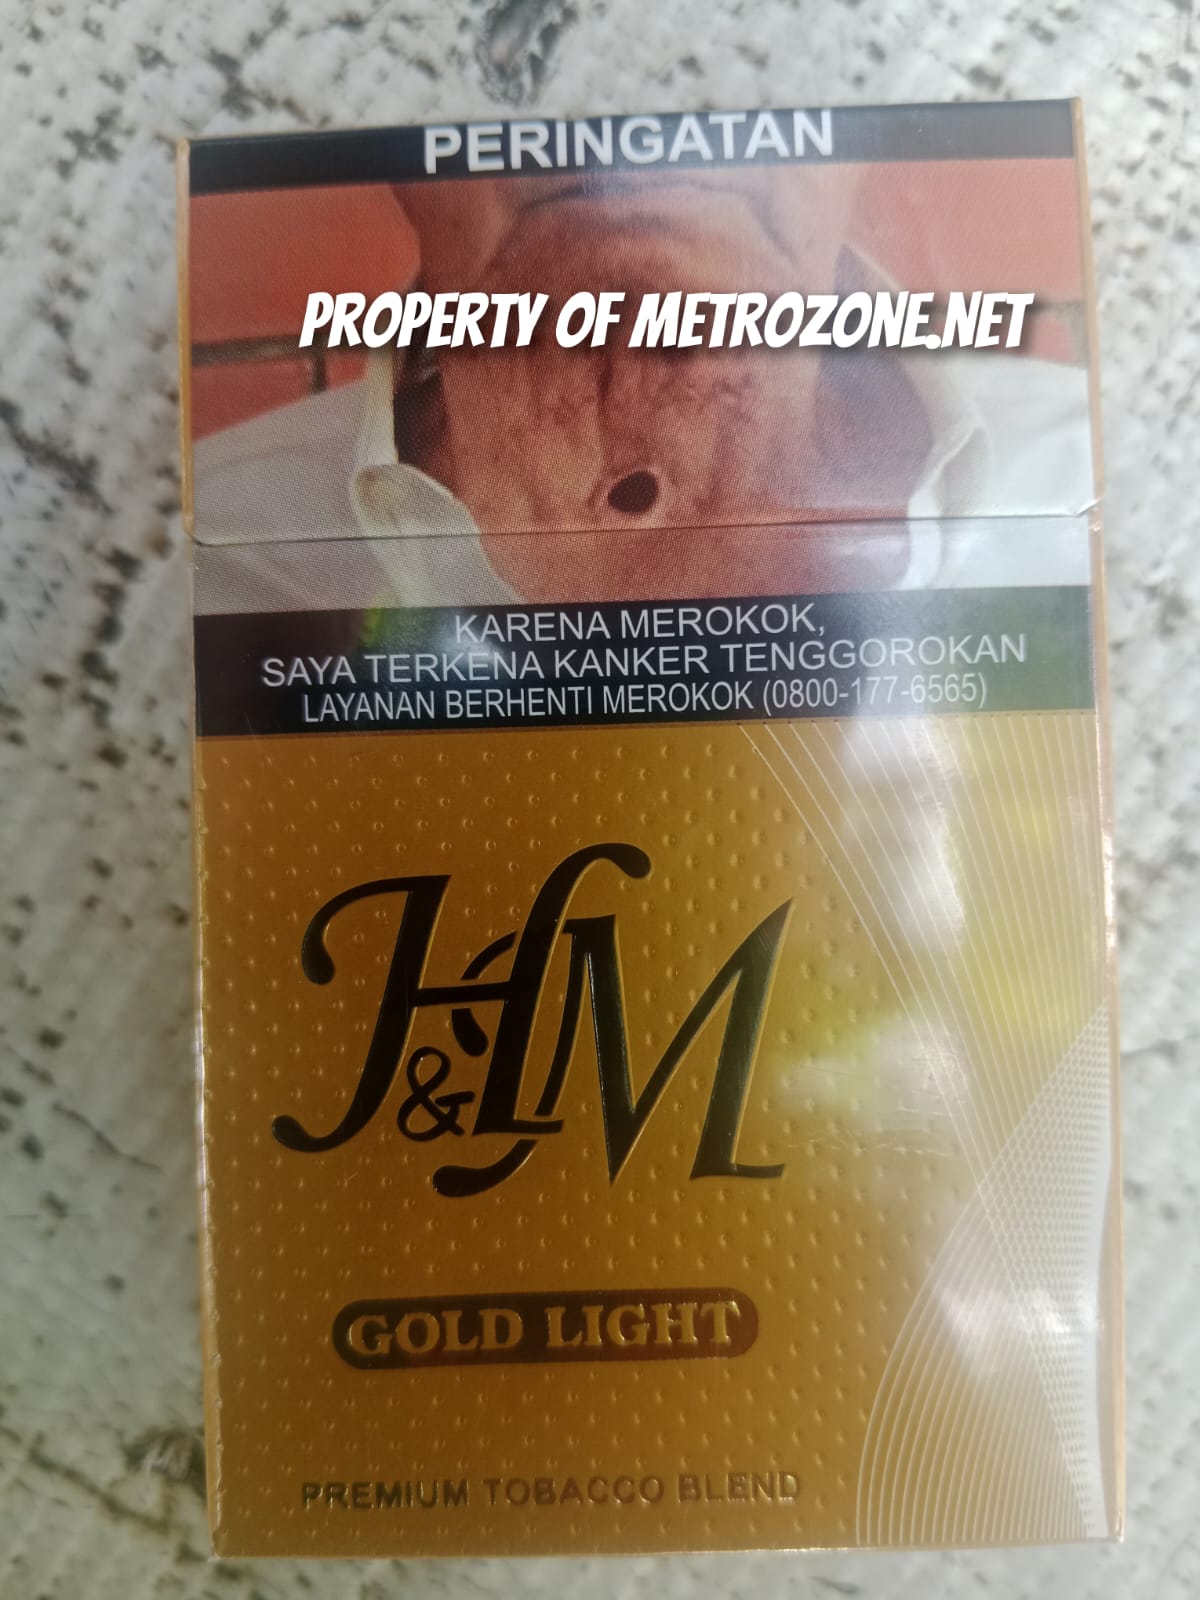 PERINGATAN
PROPERTY OF METROZONE.NET
KARENA MEROKOK,
SAYA TERKENA KANKER TENGGOROKAN
LAYANAN BERHENTI MEROKOK (0800-177-6565)
H&M
GOLD LIGHT
PREMIUM TOBACCO BLEND